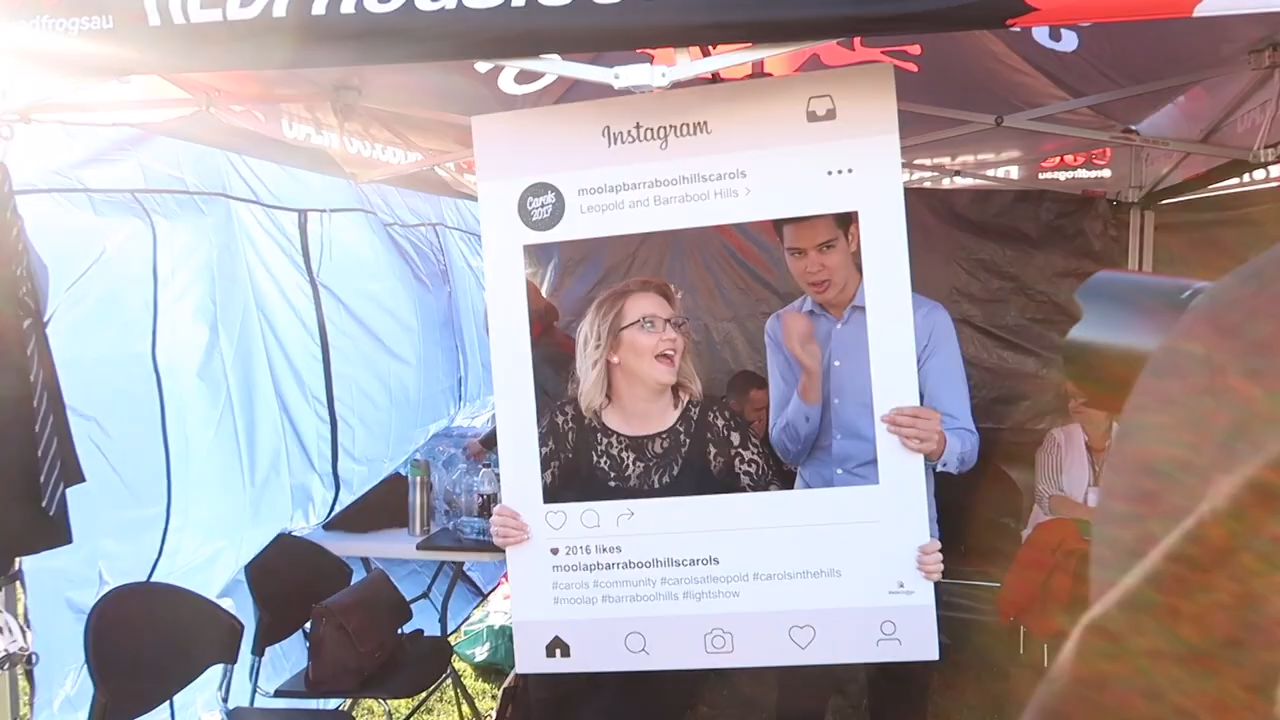 redfrogsau
Instagram
Carols
2017
moolapbarraboolhillscarols
Leopold and Barrabool Hills >
2016 likes
moolapbarraboolhillscarols
#carols #community #carolsatleopold #carolsinthehills
#moolap #barraboolhills #lightshow